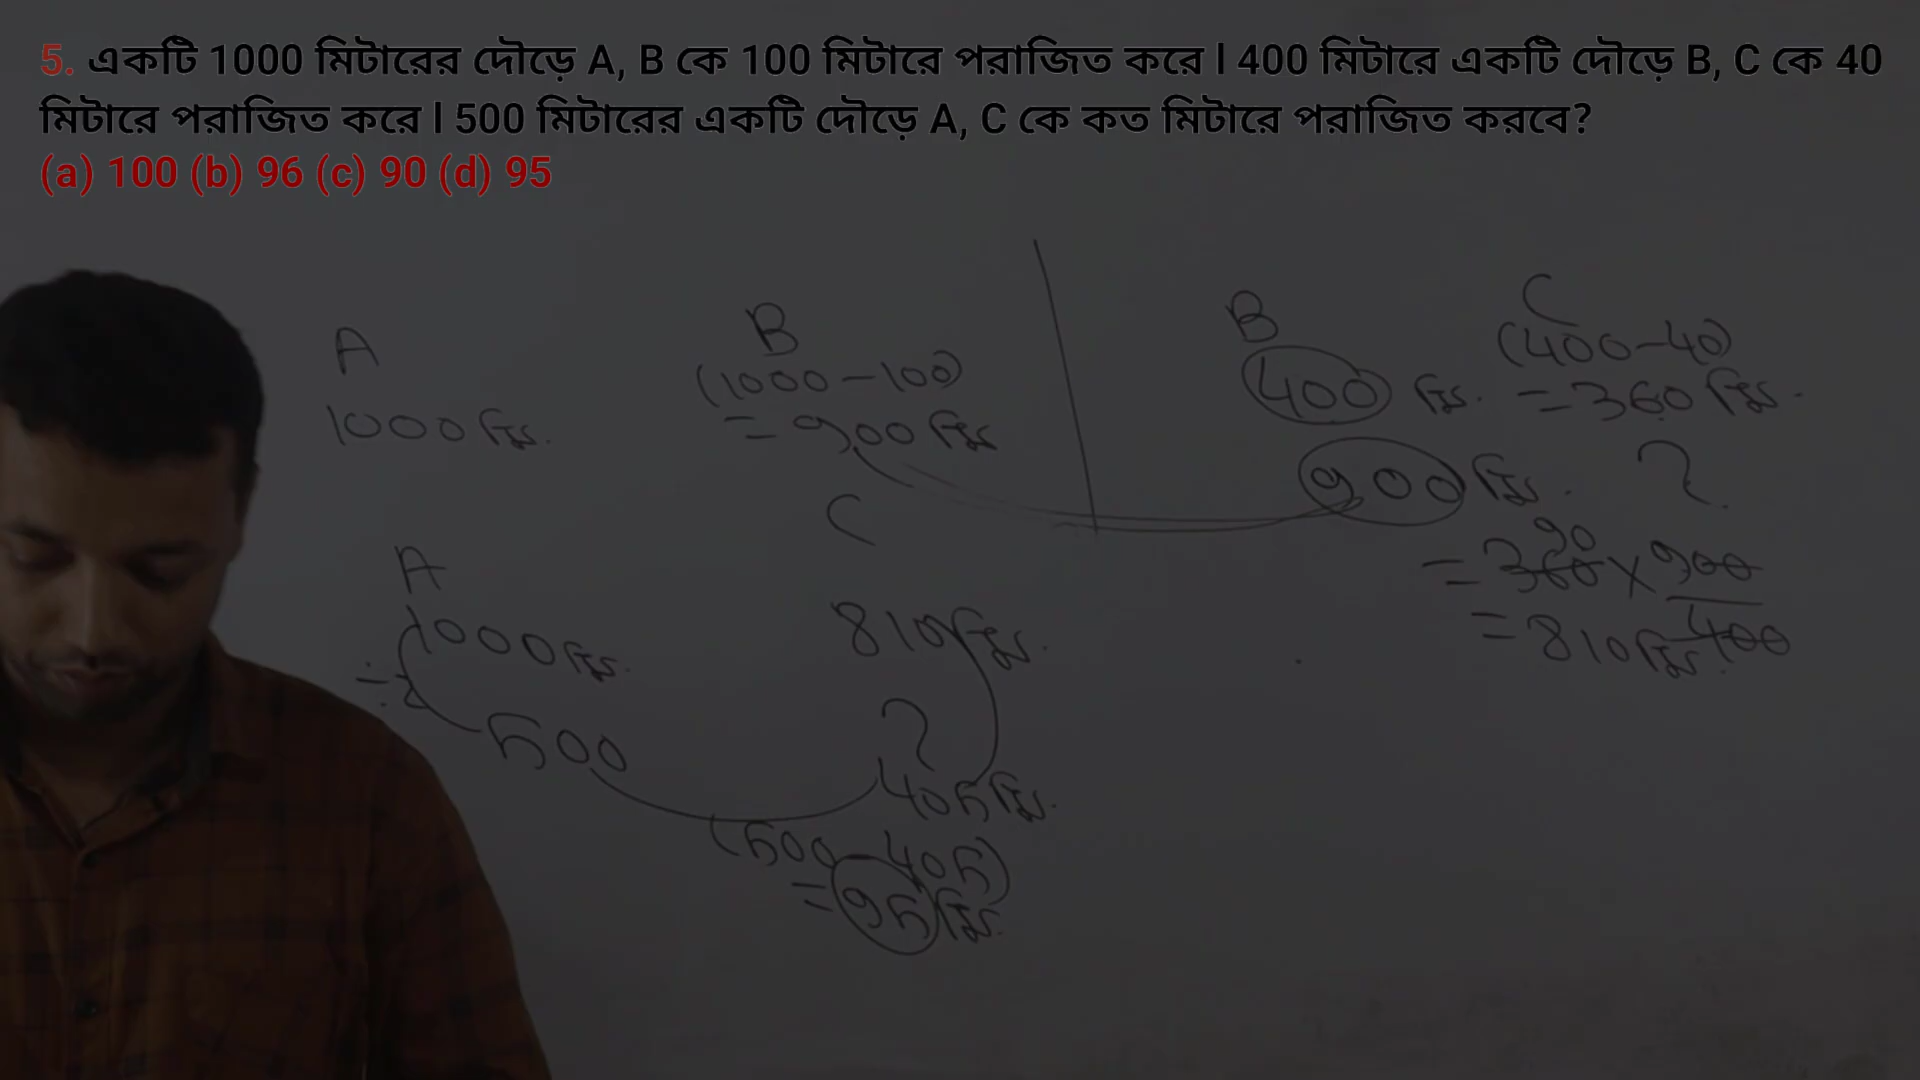 5. একটি 1000 মিটারের দৌড়ে A, B কে 100 মিটারে পরাজিত করে l 400 মিটারে একটি দৌড়ে B, C কে 40
মিটারে পরাজিত করে l 500 মিটারের একটি দৌড়ে A, C কে কত মিটারে পরাজিত করবে?
(a) 100 (b) 96 (c) 90 (d) 95
A
1000 মি.
B
(1000-100)
= 900 মি
B
400 মি.
C
(400-40)
= 360 মি.
900 মি. ?
= 360 x 900
90
400
= 810 মি.
A
C
1000 মি.
810 মি.
÷2
500
?
405 মি.
(500-405)
= 95 মি.